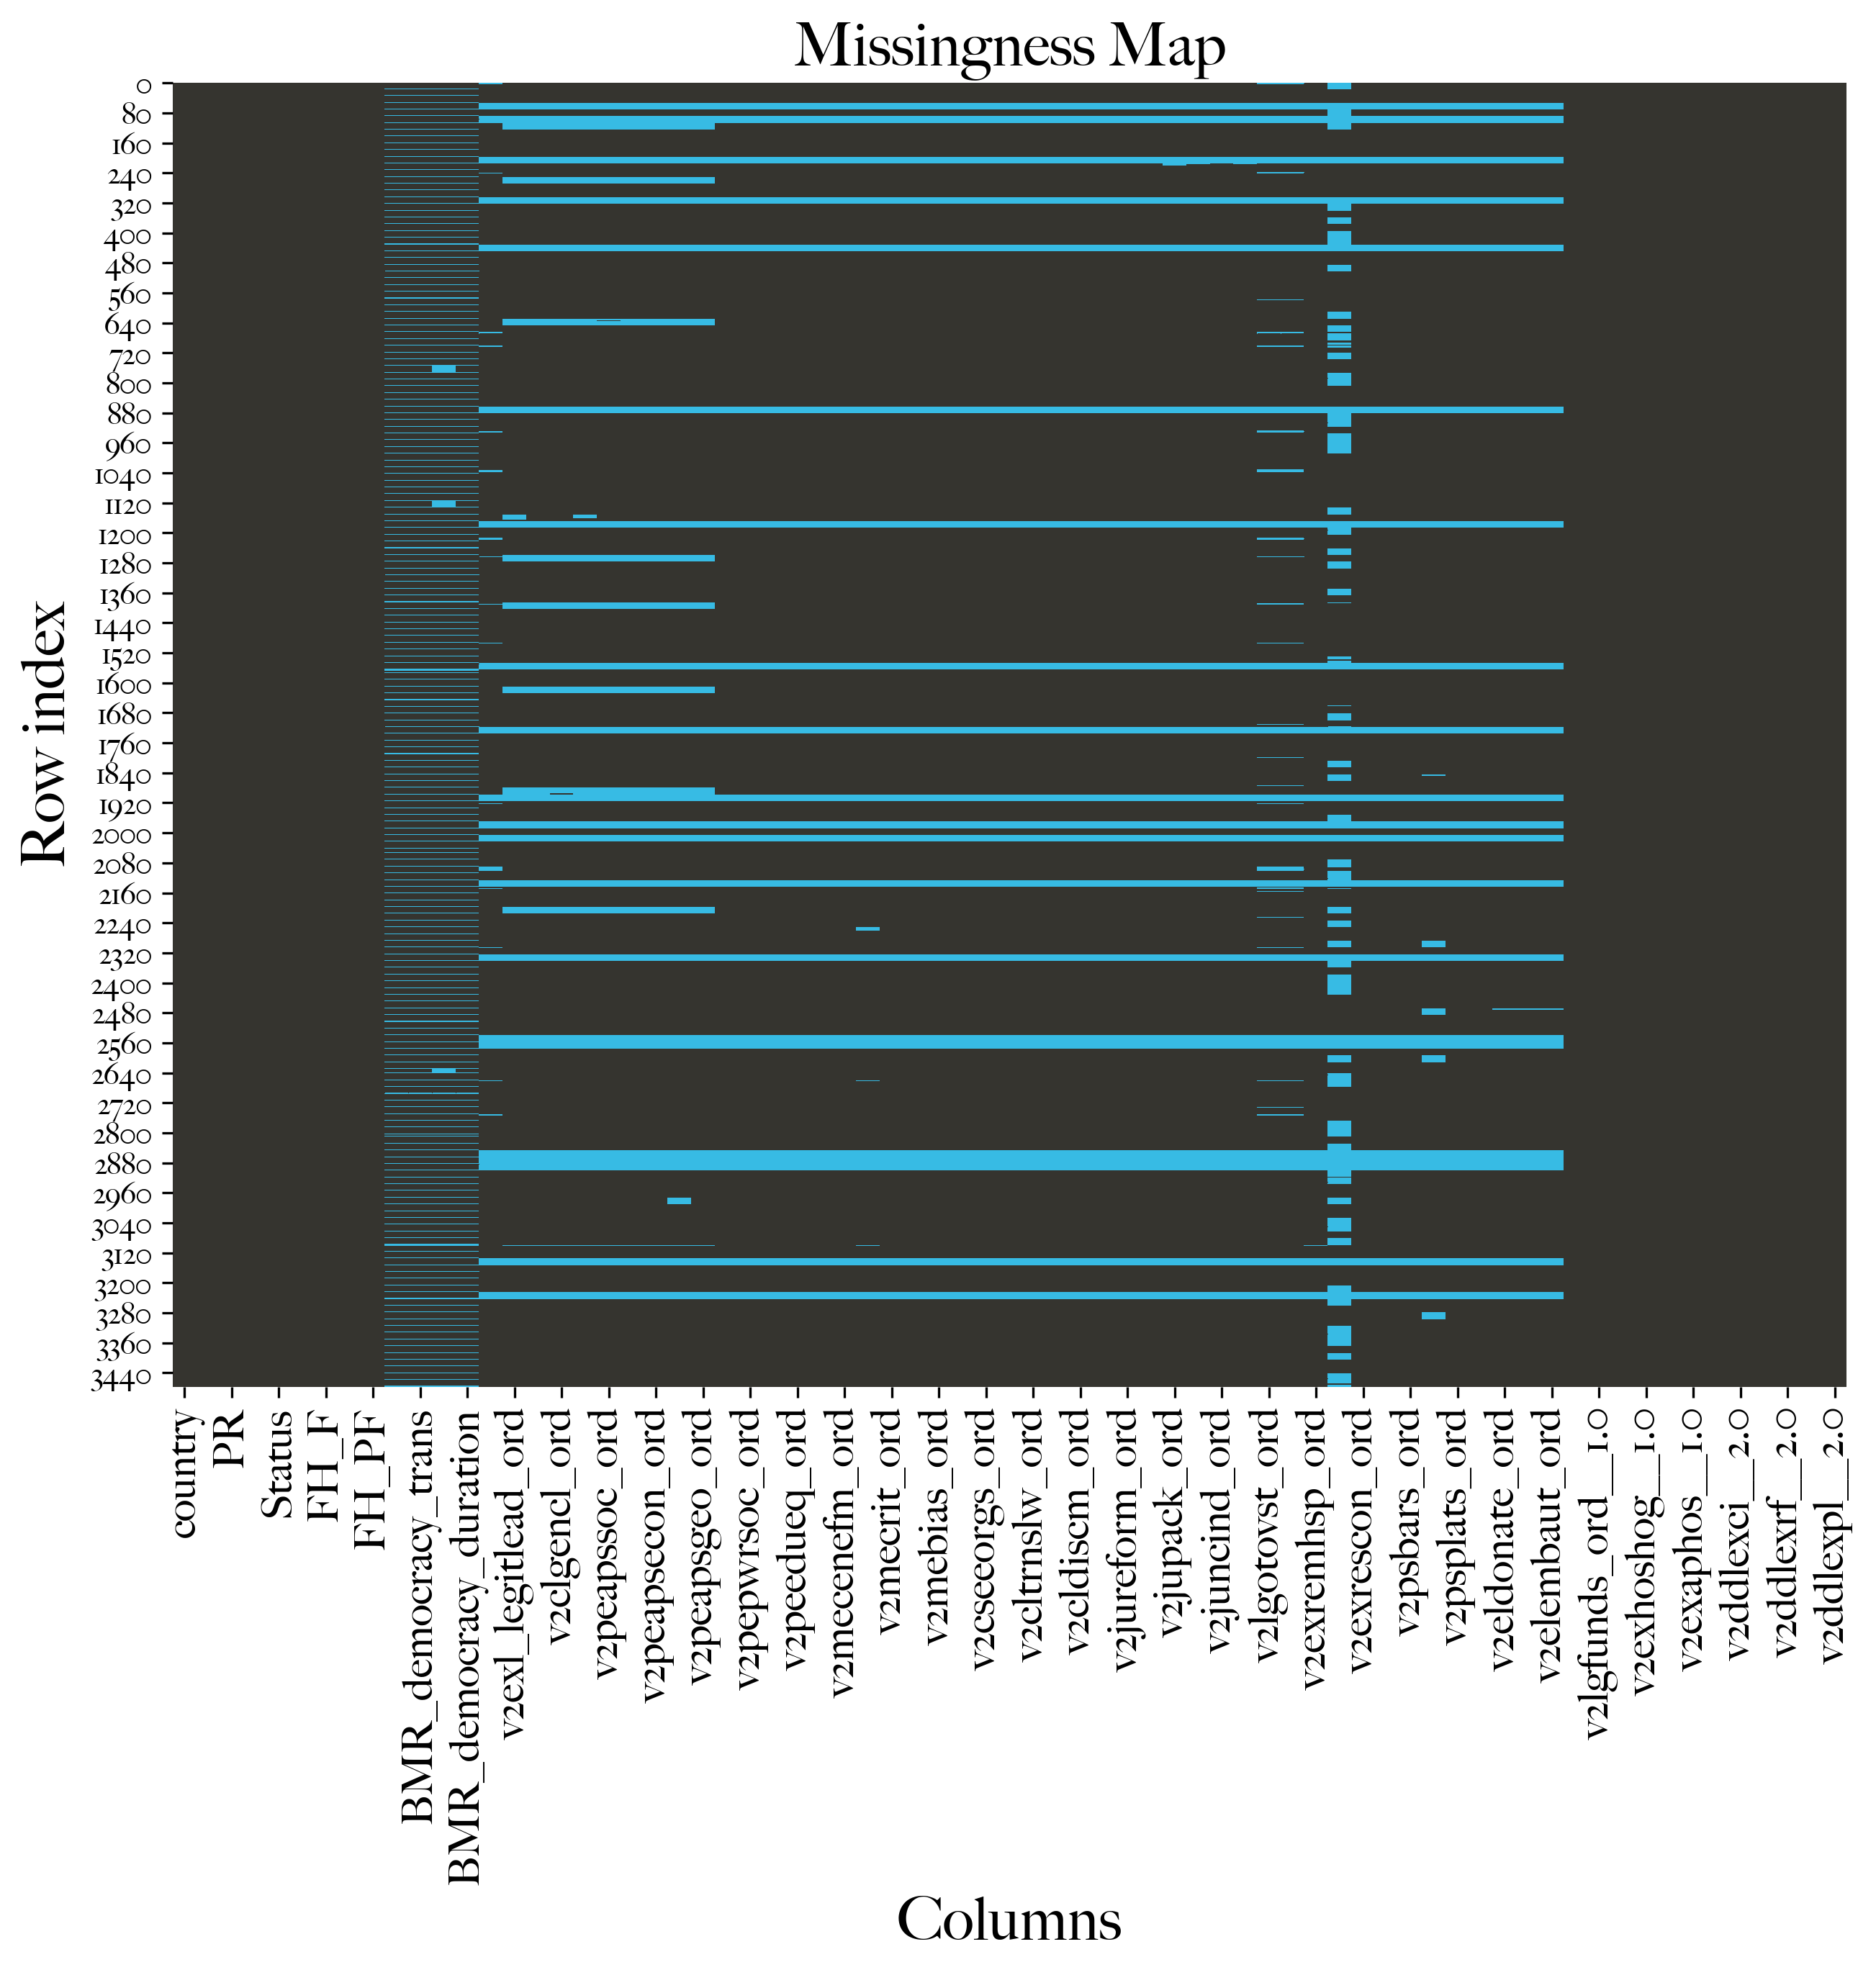 Missingness Map
0
80
160
240
320
400
480
560
640
720
800
880
960
1040
1120
1200
1280
1360
1440
1520
1600
1680
1760
1840
1920
2000
2080
2160
2240
2320
2400
2480
2560
2640
2720
2800
2880
2960
3040
3120
3200
3280
3360
3440
Row index
country
PR
Status
FH_F
FH_PF
BMR_democracy_trans
BMR_democracy_duration
v2exl_legitlead_ord
v2clgencl_ord
v2peapssoc_ord
v2peapsecon_ord
v2peapsgeo_ord
v2pepwrsoc_ord
v2peedueq_ord
v2mecenefm_ord
v2mecrit_ord
v2mebias_ord
v2cseeorgs_ord
v2cltrnslw_ord
v2cldiscm_ord
v2jureform_ord
v2jupack_ord
v2juncind_ord
v2lgotovst_ord
v2exremhsp_ord
v2exrescon_ord
v2psbars_ord
v2psplats_ord
v2eldonate_ord
v2elembaut_ord
v2lgfunds_ord__1.0
v2exhoshog__1.0
v2exaphos__1.0
v2ddlexci__2.0
v2ddlexrf__2.0
v2ddlexpl__2.0
Columns